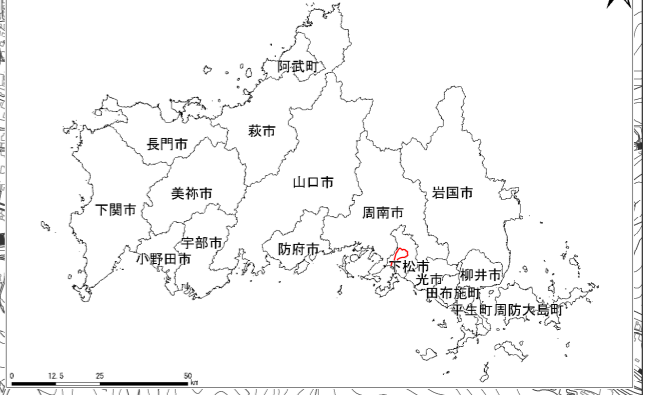 阿武町
萩市
長門市
山口市
美祢市
岩国市
下関市
周南市
宇部市
防府市
小野田市
下松市
柳井市
光市
田布施町
平生町
周防大島町
0 12.5 25 50
km